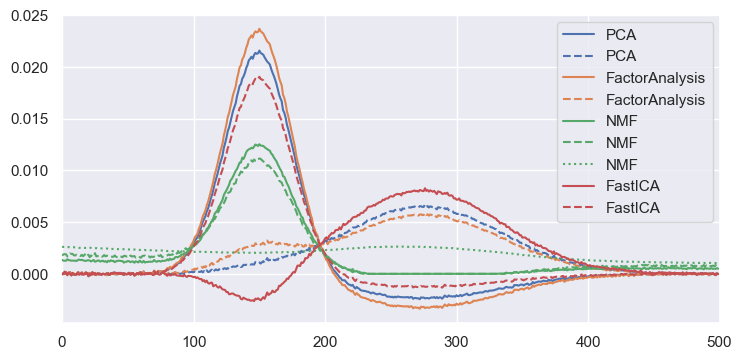 0.025
0.020
0.015
0.010
0.005
0.000
0 100 200 300 400 500
PCA
PCA
FactorAnalysis
FactorAnalysis
NMF
NMF
NMF
FastICA
FastICA